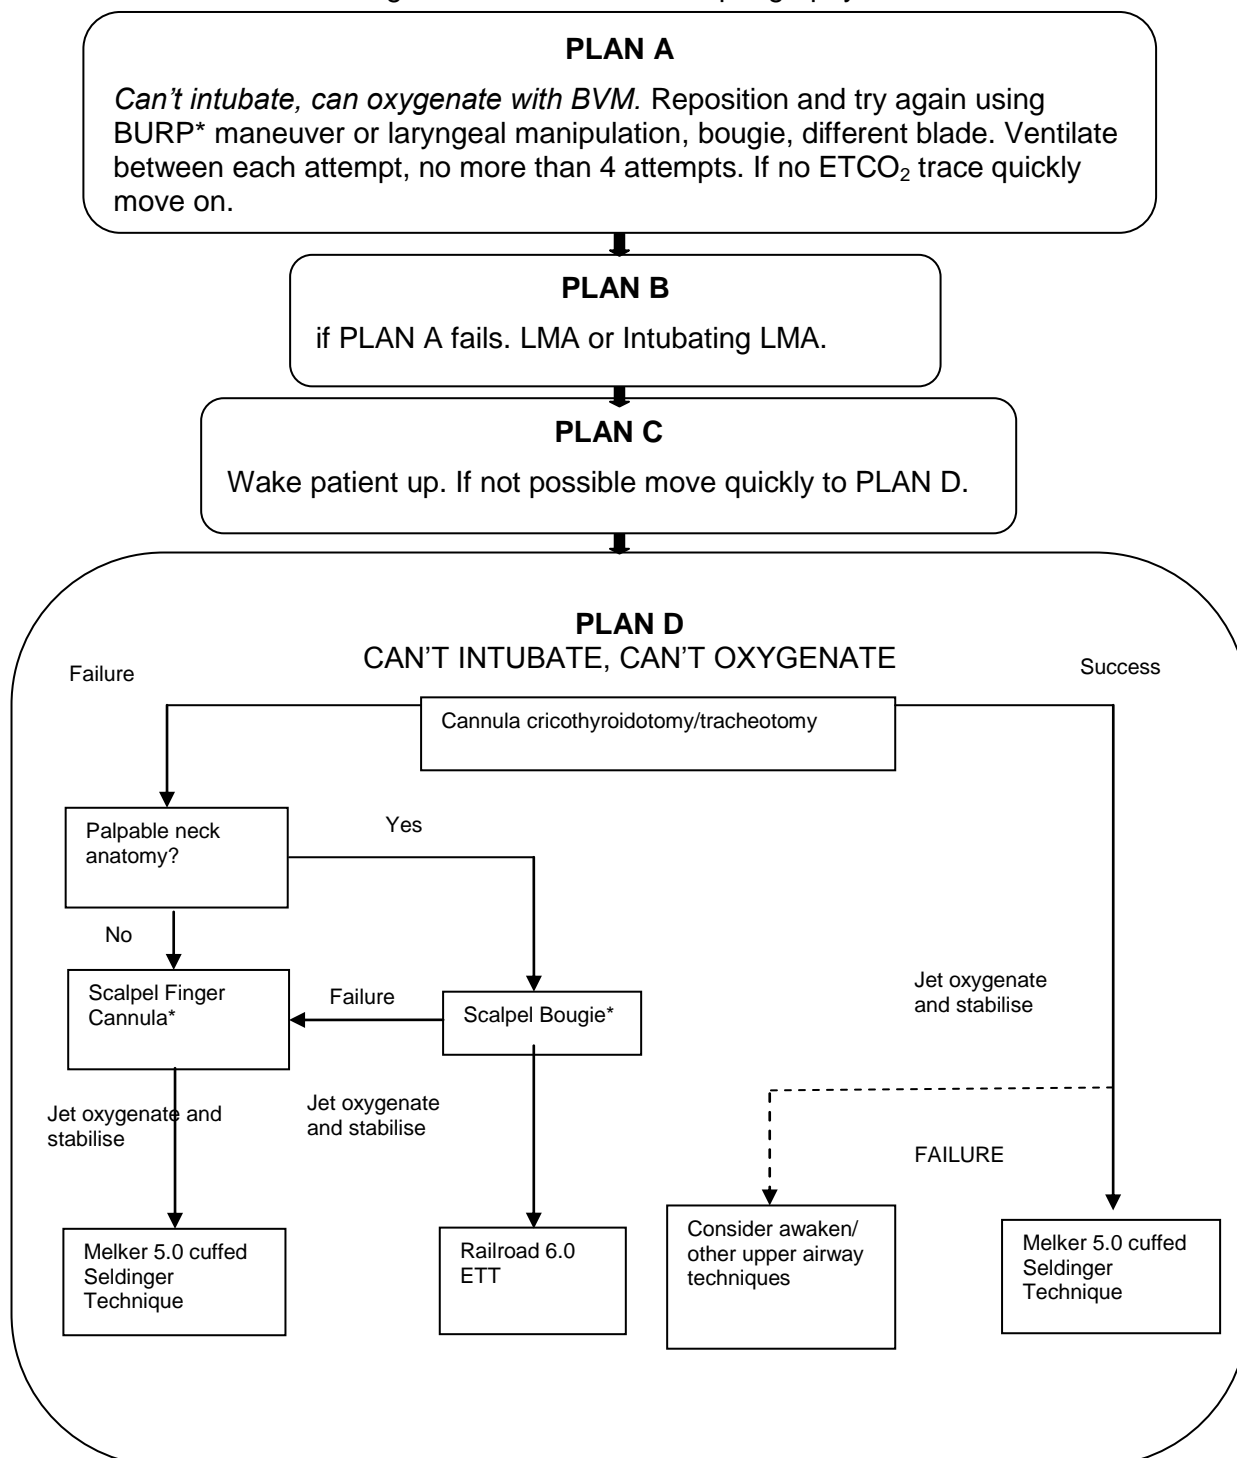 PLAN A
Can't intubate, can oxygenate with BVM. Reposition and try again using
BURP* maneuver or laryngeal manipulation, bougie, different blade. Ventilate
between each attempt, no more than 4 attempts. If no ETCO₂ trace quickly
move on.
PLAN B
if PLAN A fails. LMA or Intubating LMA.
PLAN C
Wake patient up. If not possible move quickly to PLAN D.
PLAN D
CAN'T INTUBATE, CAN'T OXYGENATE
Failure
Success
Cannula cricothyroidotomy/tracheotomy
Palpable neck
anatomy?
Yes
No
Scalpel Finger
Cannula*
Failure
Scalpel Bougie*
Jet oxygenate
and stabilise
Jet oxygenate and
stabilise
Jet oxygenate
and stabilise
FAILURE
Melker 5.0 cuffed
Seldinger
Technique
Railroad 6.0
ETT
Consider awaken/
other upper airway
techniques
Melker 5.0 cuffed
Seldinger
Technique